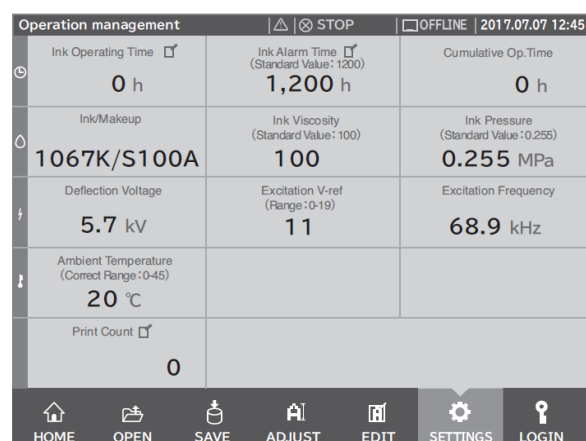 Operation management STOP OFFLINE 2017.07.07 12:45
Ink Operating Time Ink Alarm Time Cumulative Op.Time
(Standard Value:1200)
0 h 1,200 h 0 h
Ink/Makeup Ink Viscosity Ink Pressure
(Standard Value:100) (Standard Value:0.255)
1067K/S100A 100 0.255 MPa
Deflection Voltage Excitation V-ref Excitation Frequency
(Range:0-19)
5.7 kV 11 68.9 kHz
Ambient Temperature
(Correct Range:0-45)
20 ℃
Print Count
0
HOME OPEN SAVE ADJUST EDIT SETTINGS LOGIN